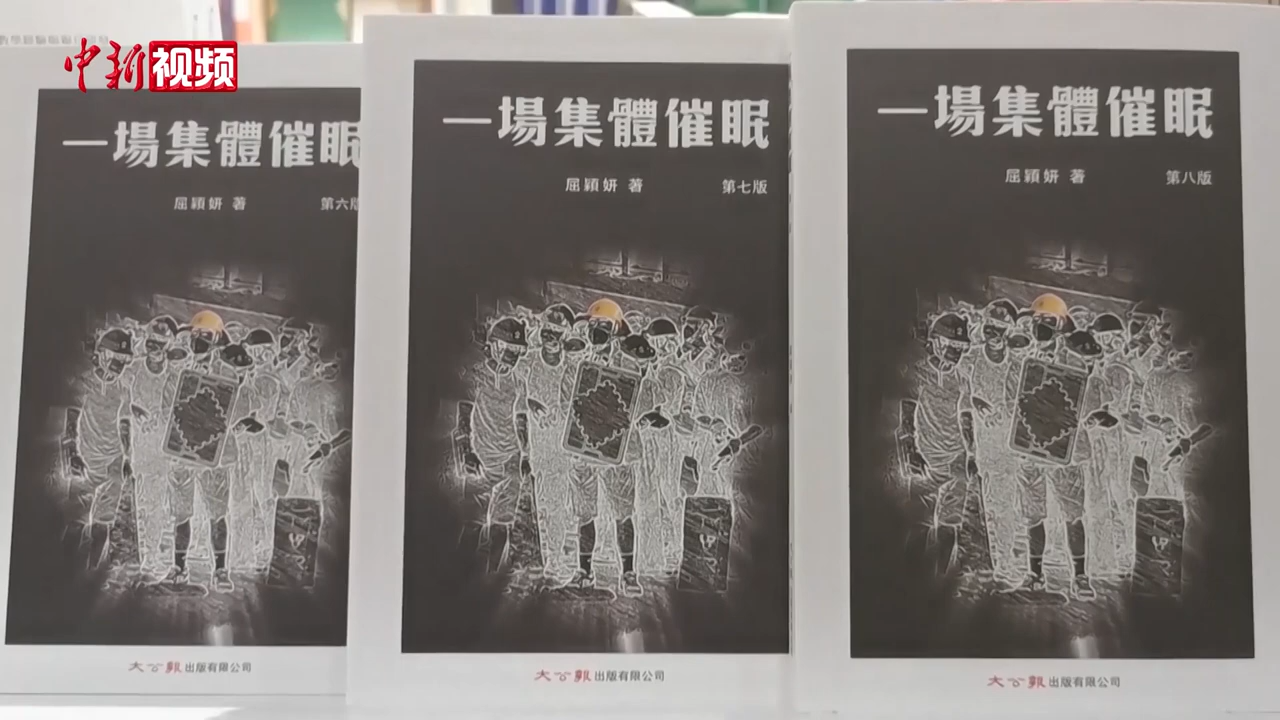 中新视频
一場集體催眠
屈穎妍 著
第六版
大公報出版有限公司
一場集體催眠
屈穎妍 著
第七版
大公報出版有限公司
一場集體催眠
屈穎妍 著
第八版
大公報出版有限公司